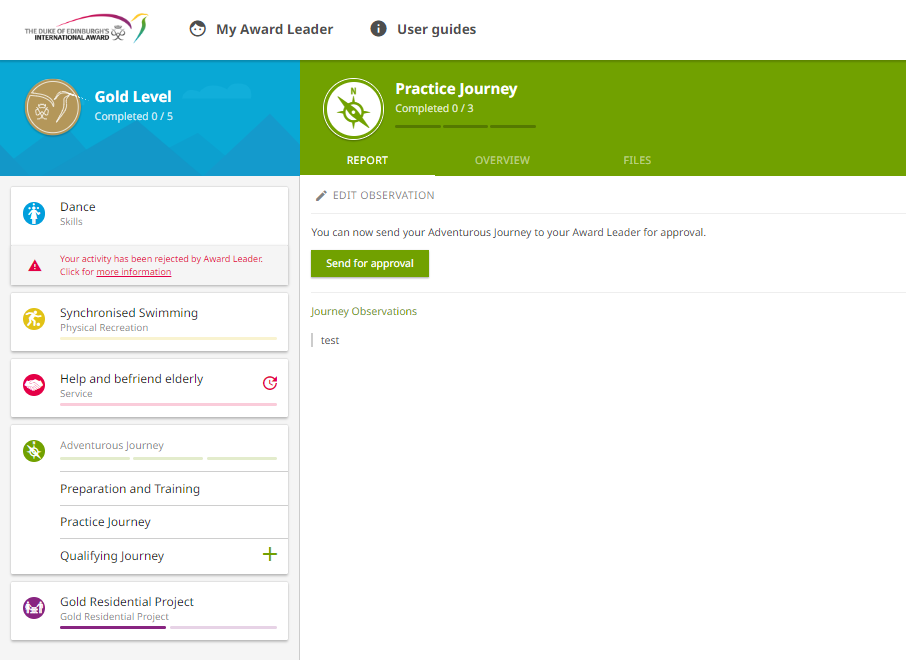 THE DUKE OF EDINBURGH'S
INTERNATIONAL AWARD
My Award Leader
User guides
Gold Level
Completed 0 / 5
N
Practice Journey
Completed 0 / 3
REPORT
OVERVIEW
FILES
Dance
Skills
Your activity has been rejected by Award Leader.
Click for more information
Synchronised Swimming
Physical Recreation
Help and befriend elderly
Service
Adventurous Journey
Preparation and Training
Practice Journey
Qualifying Journey
Gold Residential Project
Gold Residential Project
EDIT OBSERVATION
You can now send your Adventurous Journey to your Award Leader for approval.
Send for approval
Journey Observations
test